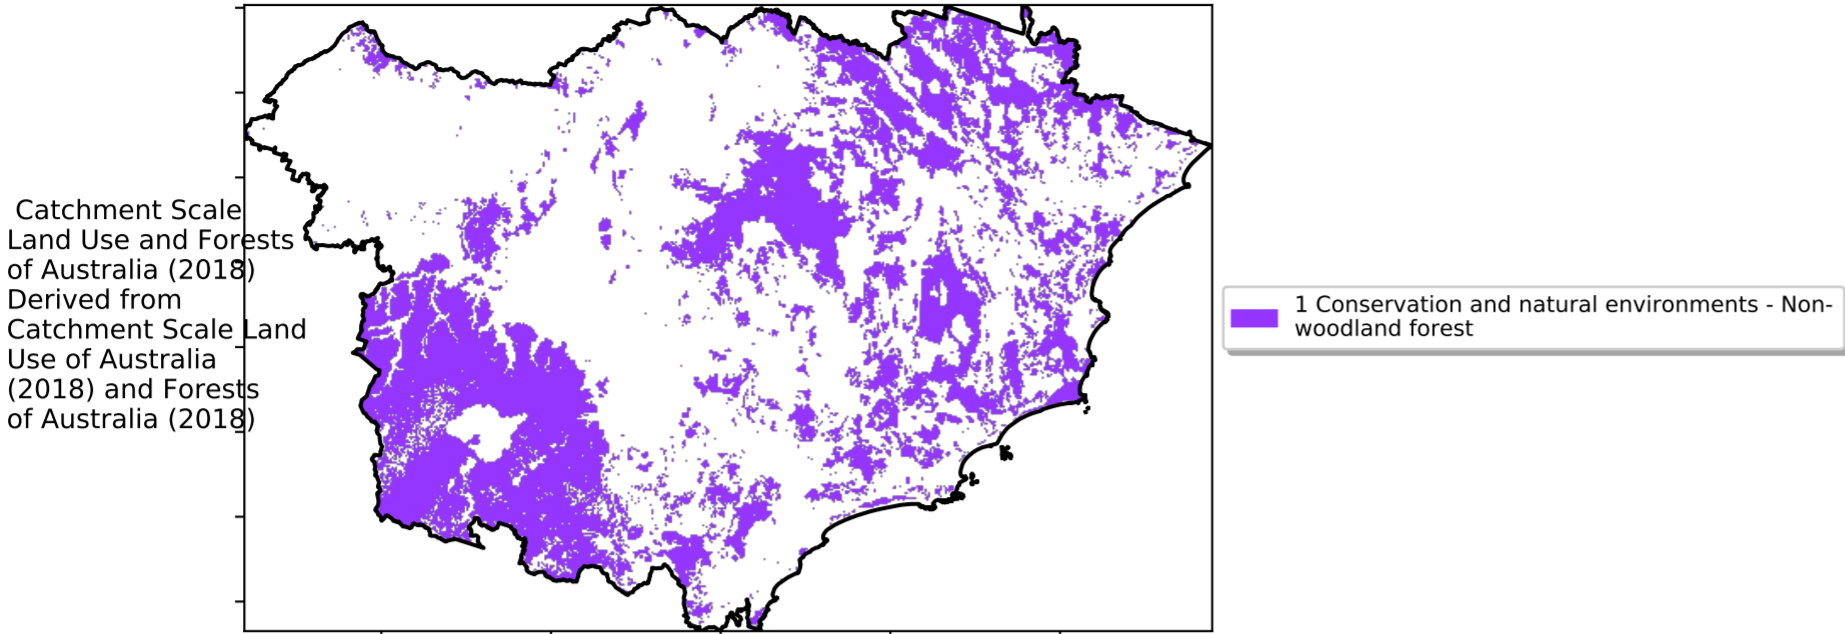 Catchment Scale
Land Use and Forests
of Australia (2018)
Derived from
Catchment Scale Land
Use of Australia
(2018) and Forests
of Australia (2018)
1 Conservation and natural environments - Non-
woodland forest